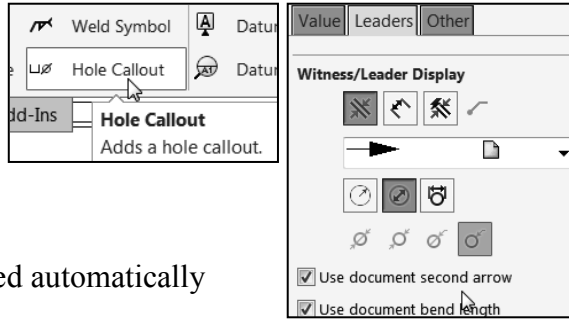 Weld Symbol
Datu
Hole Callout
Datu
dd-Ins
Hole Callout
Adds a hole callout.
ed automatically
Value Leaders Other
Witness/Leader Display
Use document second arrow
Use document bend length